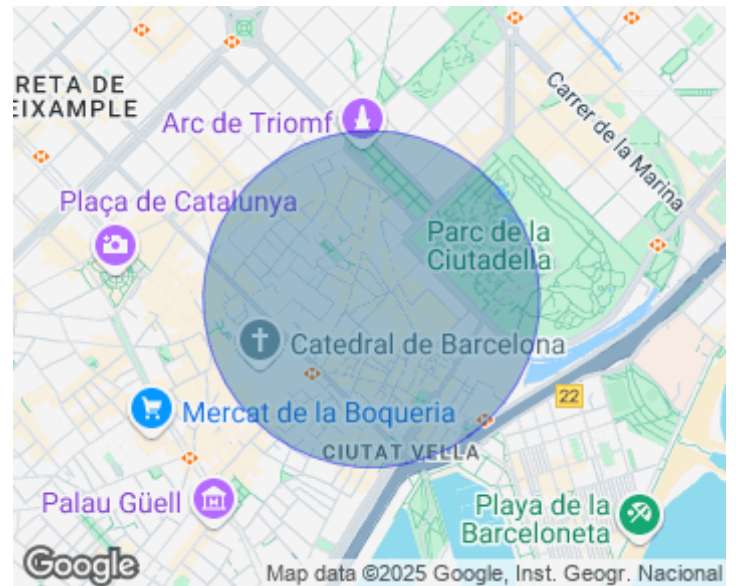 RETA DE
EIXAMPLE
Arc de Triomf
Carrer de la Marina
Plaça de Catalunya
Parc de la
Ciutadella
Catedral de Barcelona
22
Mercat de la Boqueria
CIUTAT VELLA
Palau Güell
Playa de la
Barceloneta
Google
Map data ©2025 Google, Inst. Geogr. Nacional